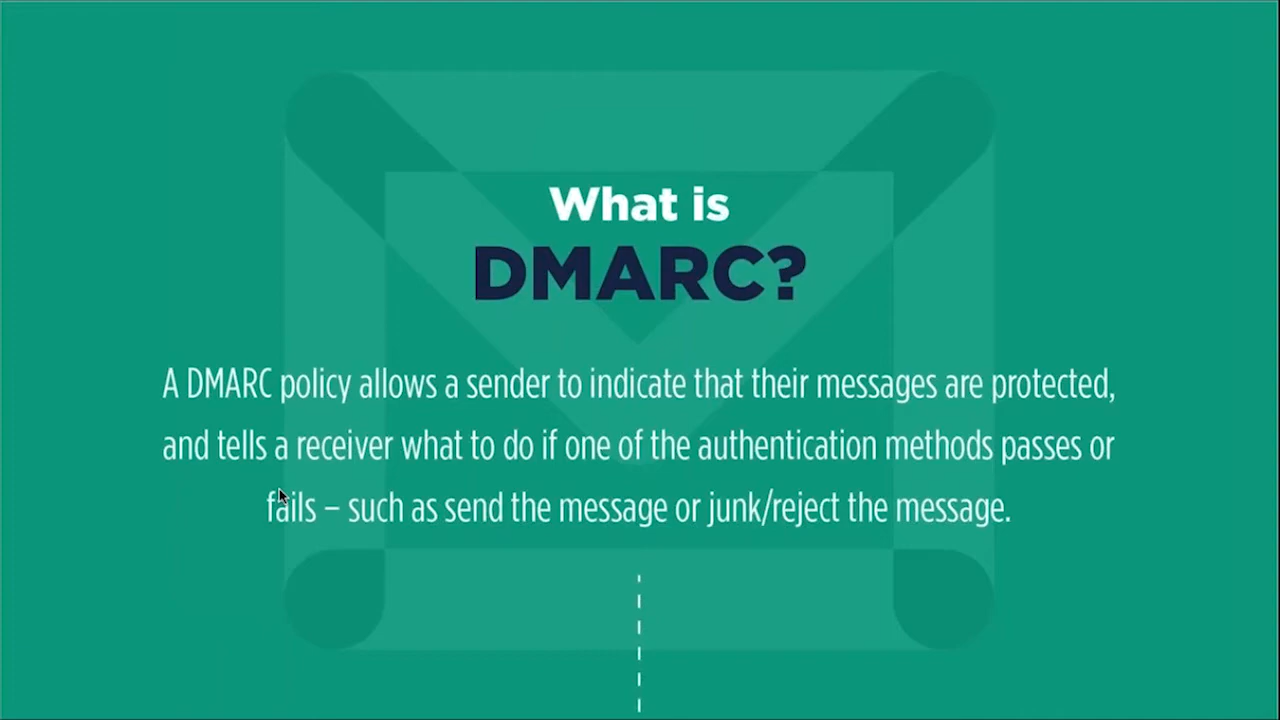 What is
DMARC?
A DMARC policy allows a sender to indicate that their messages are protected,
and tells a receiver what to do if one of the authentication methods passes or
fails – such as send the message or junk/reject the message.